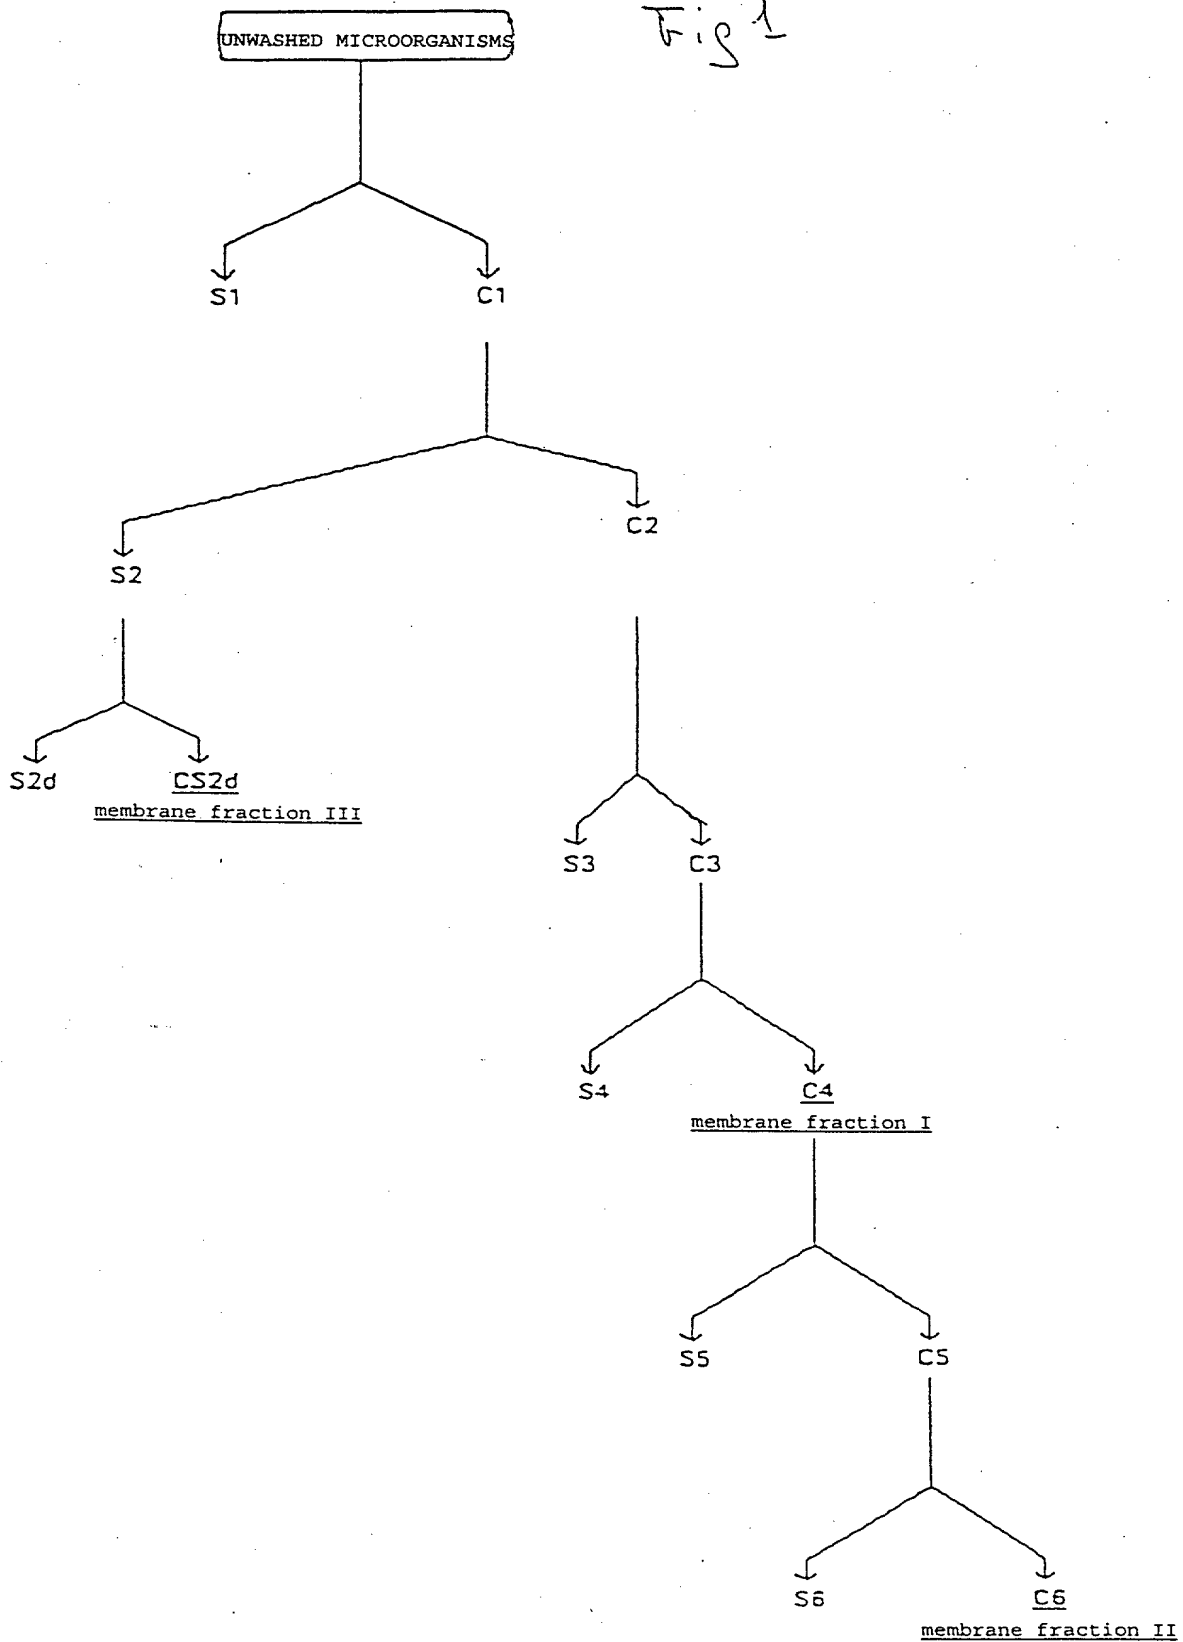 Fig 1
UNWASHED MICROORGANISMS
S1
C1
C2
S2
S2d
CS2d
membrane fraction III
S3
C3
S4
C4
membrane fraction I
S5
C5
S6
C6
membrane fraction II